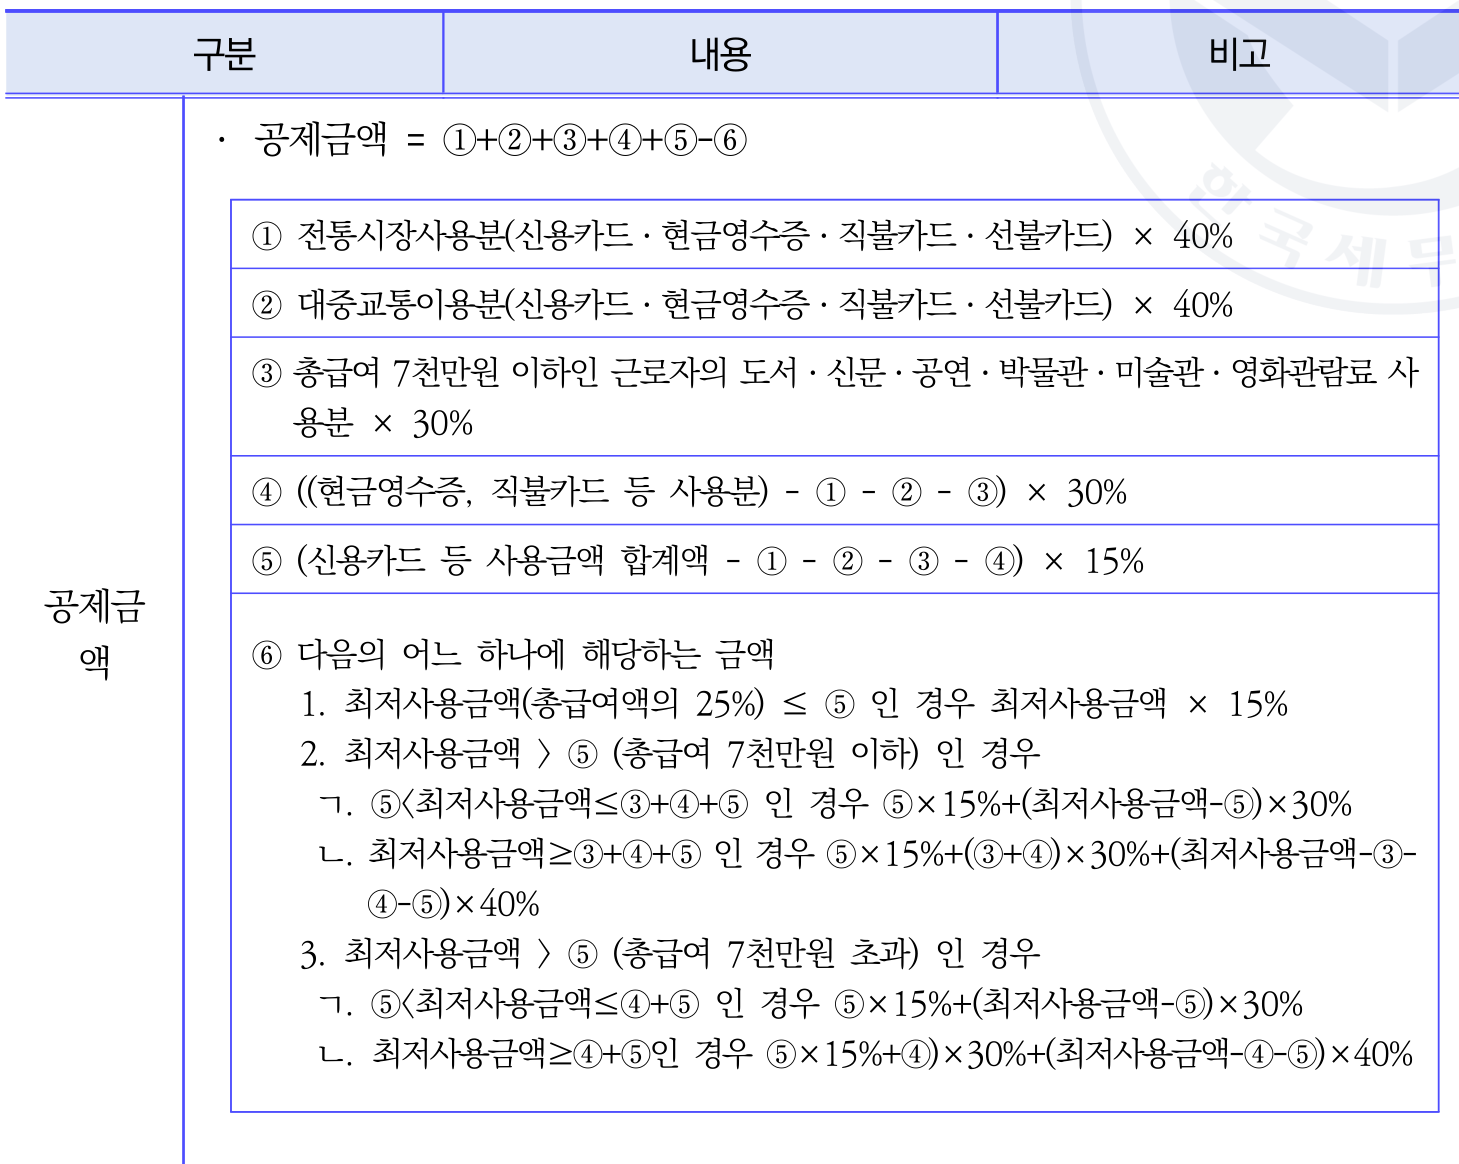 구분 내용 비고
· 공제금액 = ①+②+③+④+⑤-⑥
① 전통시장사용분(신용카드 · 현금영수증 · 직불카드 · 선불카드) × 40%
② 대중교통이용분(신용카드 · 현금영수증 · 직불카드 · 선불카드) × 40%
③ 총급여 7천만원 이하인 근로자의 도서 · 신문 · 공연 · 박물관 · 미술관 · 영화관람료 사
용분 × 30%
④ ((현금영수증, 직불카드 등 사용분) - ① - ② - ③) × 30%
⑤ (신용카드 등 사용금액 합계액 - ① - ② - ③ - ④) × 15%
공제금
액
⑥ 다음의 어느 하나에 해당하는 금액
1. 최저사용금액(총급여액의 25%) ≤ ⑤ 인 경우 최저사용금액 × 15%
2. 최저사용금액 〉 ⑤ (총급여 7천만원 이하) 인 경우
ㄱ. ⑤〈최저사용금액≤③+④+⑤ 인 경우 ⑤×15%+(최저사용금액-⑤)×30%
ㄴ. 최저사용금액≥③+④+⑤ 인 경우 ⑤×15%+(③+④)×30%+(최저사용금액-③-
④-⑤)×40%
3. 최저사용금액 〉 ⑤ (총급여 7천만원 초과) 인 경우
ㄱ. ⑤〈최저사용금액≤④+⑤ 인 경우 ⑤×15%+(최저사용금액-⑤)×30%
ㄴ. 최저사용금액≥④+⑤인 경우 ⑤×15%+④)×30%+(최저사용금액-④-⑤)×40%
한국세무